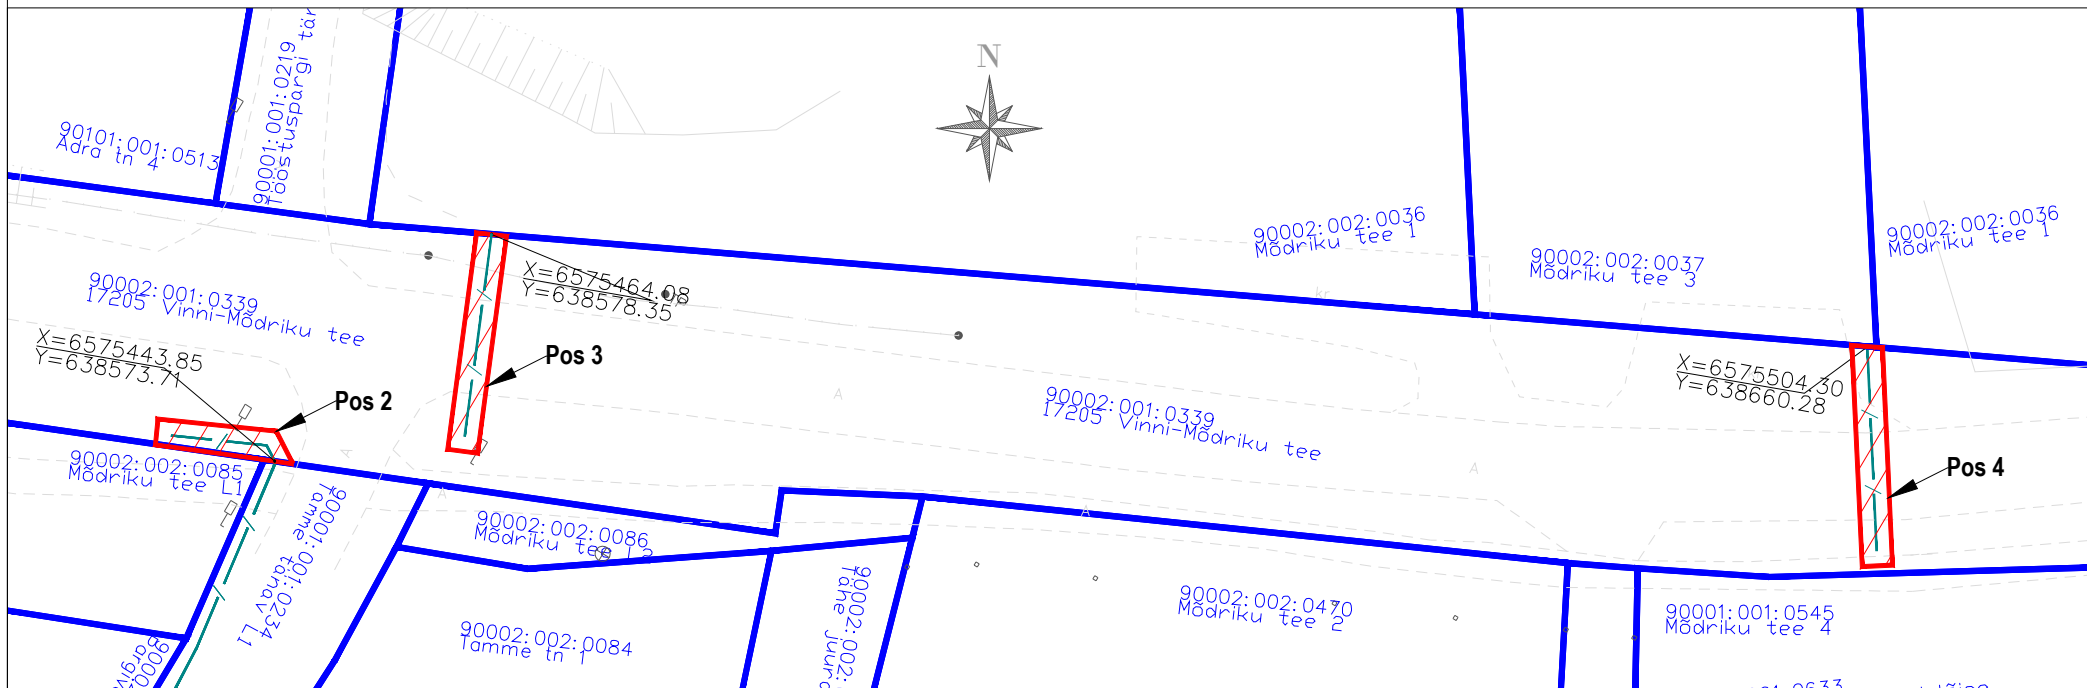 N
90101:001:0513
Adra tn 4
90001:001:0219
Tööstuspargi tän
90002:002:0036
Mõdriku tee 1
90002:002:0037
Mõdriku tee 3
90002:002:0036
Mõdriku tee 1
90002:001:0339
17205 Vinni-Mõdriku tee
X=6575464.08
Y=638578.35
kr
X=6575443.85
Y=638573.71
Pos 3
Pos 2
X=6575504.30
Y=638660.28
90002:001:0339
17205 Vinni-Mõdriku tee
A
A
A
A
A
Pos 4
90002:002:0085
Mõdriku tee L1
90001:001:0234
Tamme tänav L1
90002:002:0086
Mõdriku tee L2
90002:002:0084
Tamme tn 1
90002:002:
Tähe
90002:002:0470
Mõdriku tee 2
90001:001:0545
Mõdriku tee 4